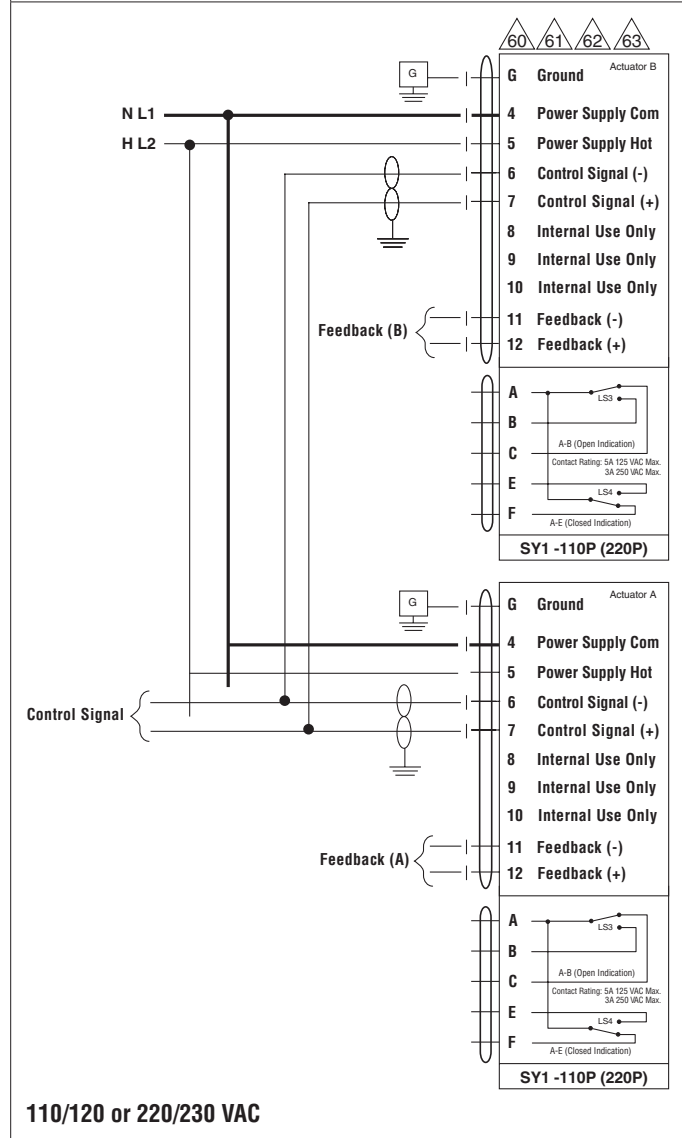 60 61 62 63
Actuator B
G G Ground
N L1 4 Power Supply Com
H L2 5 Power Supply Hot
6 Control Signal (-)
7 Control Signal (+)
8 Internal Use Only
9 Internal Use Only
10 Internal Use Only
11 Feedback (-)
Feedback (B)
12 Feedback (+)
A
LS3
B
A-B (Open Indication)
C
Contact Rating: 5A 125 VAC Max.
3A 250 VAC Max.
E
LS4
F
A-E (Closed Indication)
SY1 -110P (220P)
Actuator A
G G Ground
4 Power Supply Com
5 Power Supply Hot
6 Control Signal (-)
Control Signal
7 Control Signal (+)
8 Internal Use Only
9 Internal Use Only
10 Internal Use Only
11 Feedback (-)
Feedback (A)
12 Feedback (+)
A
LS3
B
A-B (Open Indication)
C
Contact Rating: 5A 125 VAC Max.
3A 250 VAC Max.
E
LS4
F
A-E (Closed Indication)
SY1 -110P (220P)
110/120 or 220/230 VAC